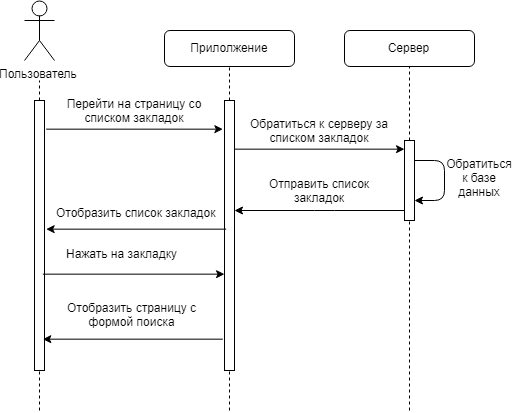 Прилолжение
Сервер
Пользователь
Перейти на страницу со
списком закладок
Обратиться к серверу за
списком закладок
Обратиться
к базе
данных
Отправить список
закладок
Отобразить список закладок
Нажать на закладку
Отобразить страницу с
формой поиска